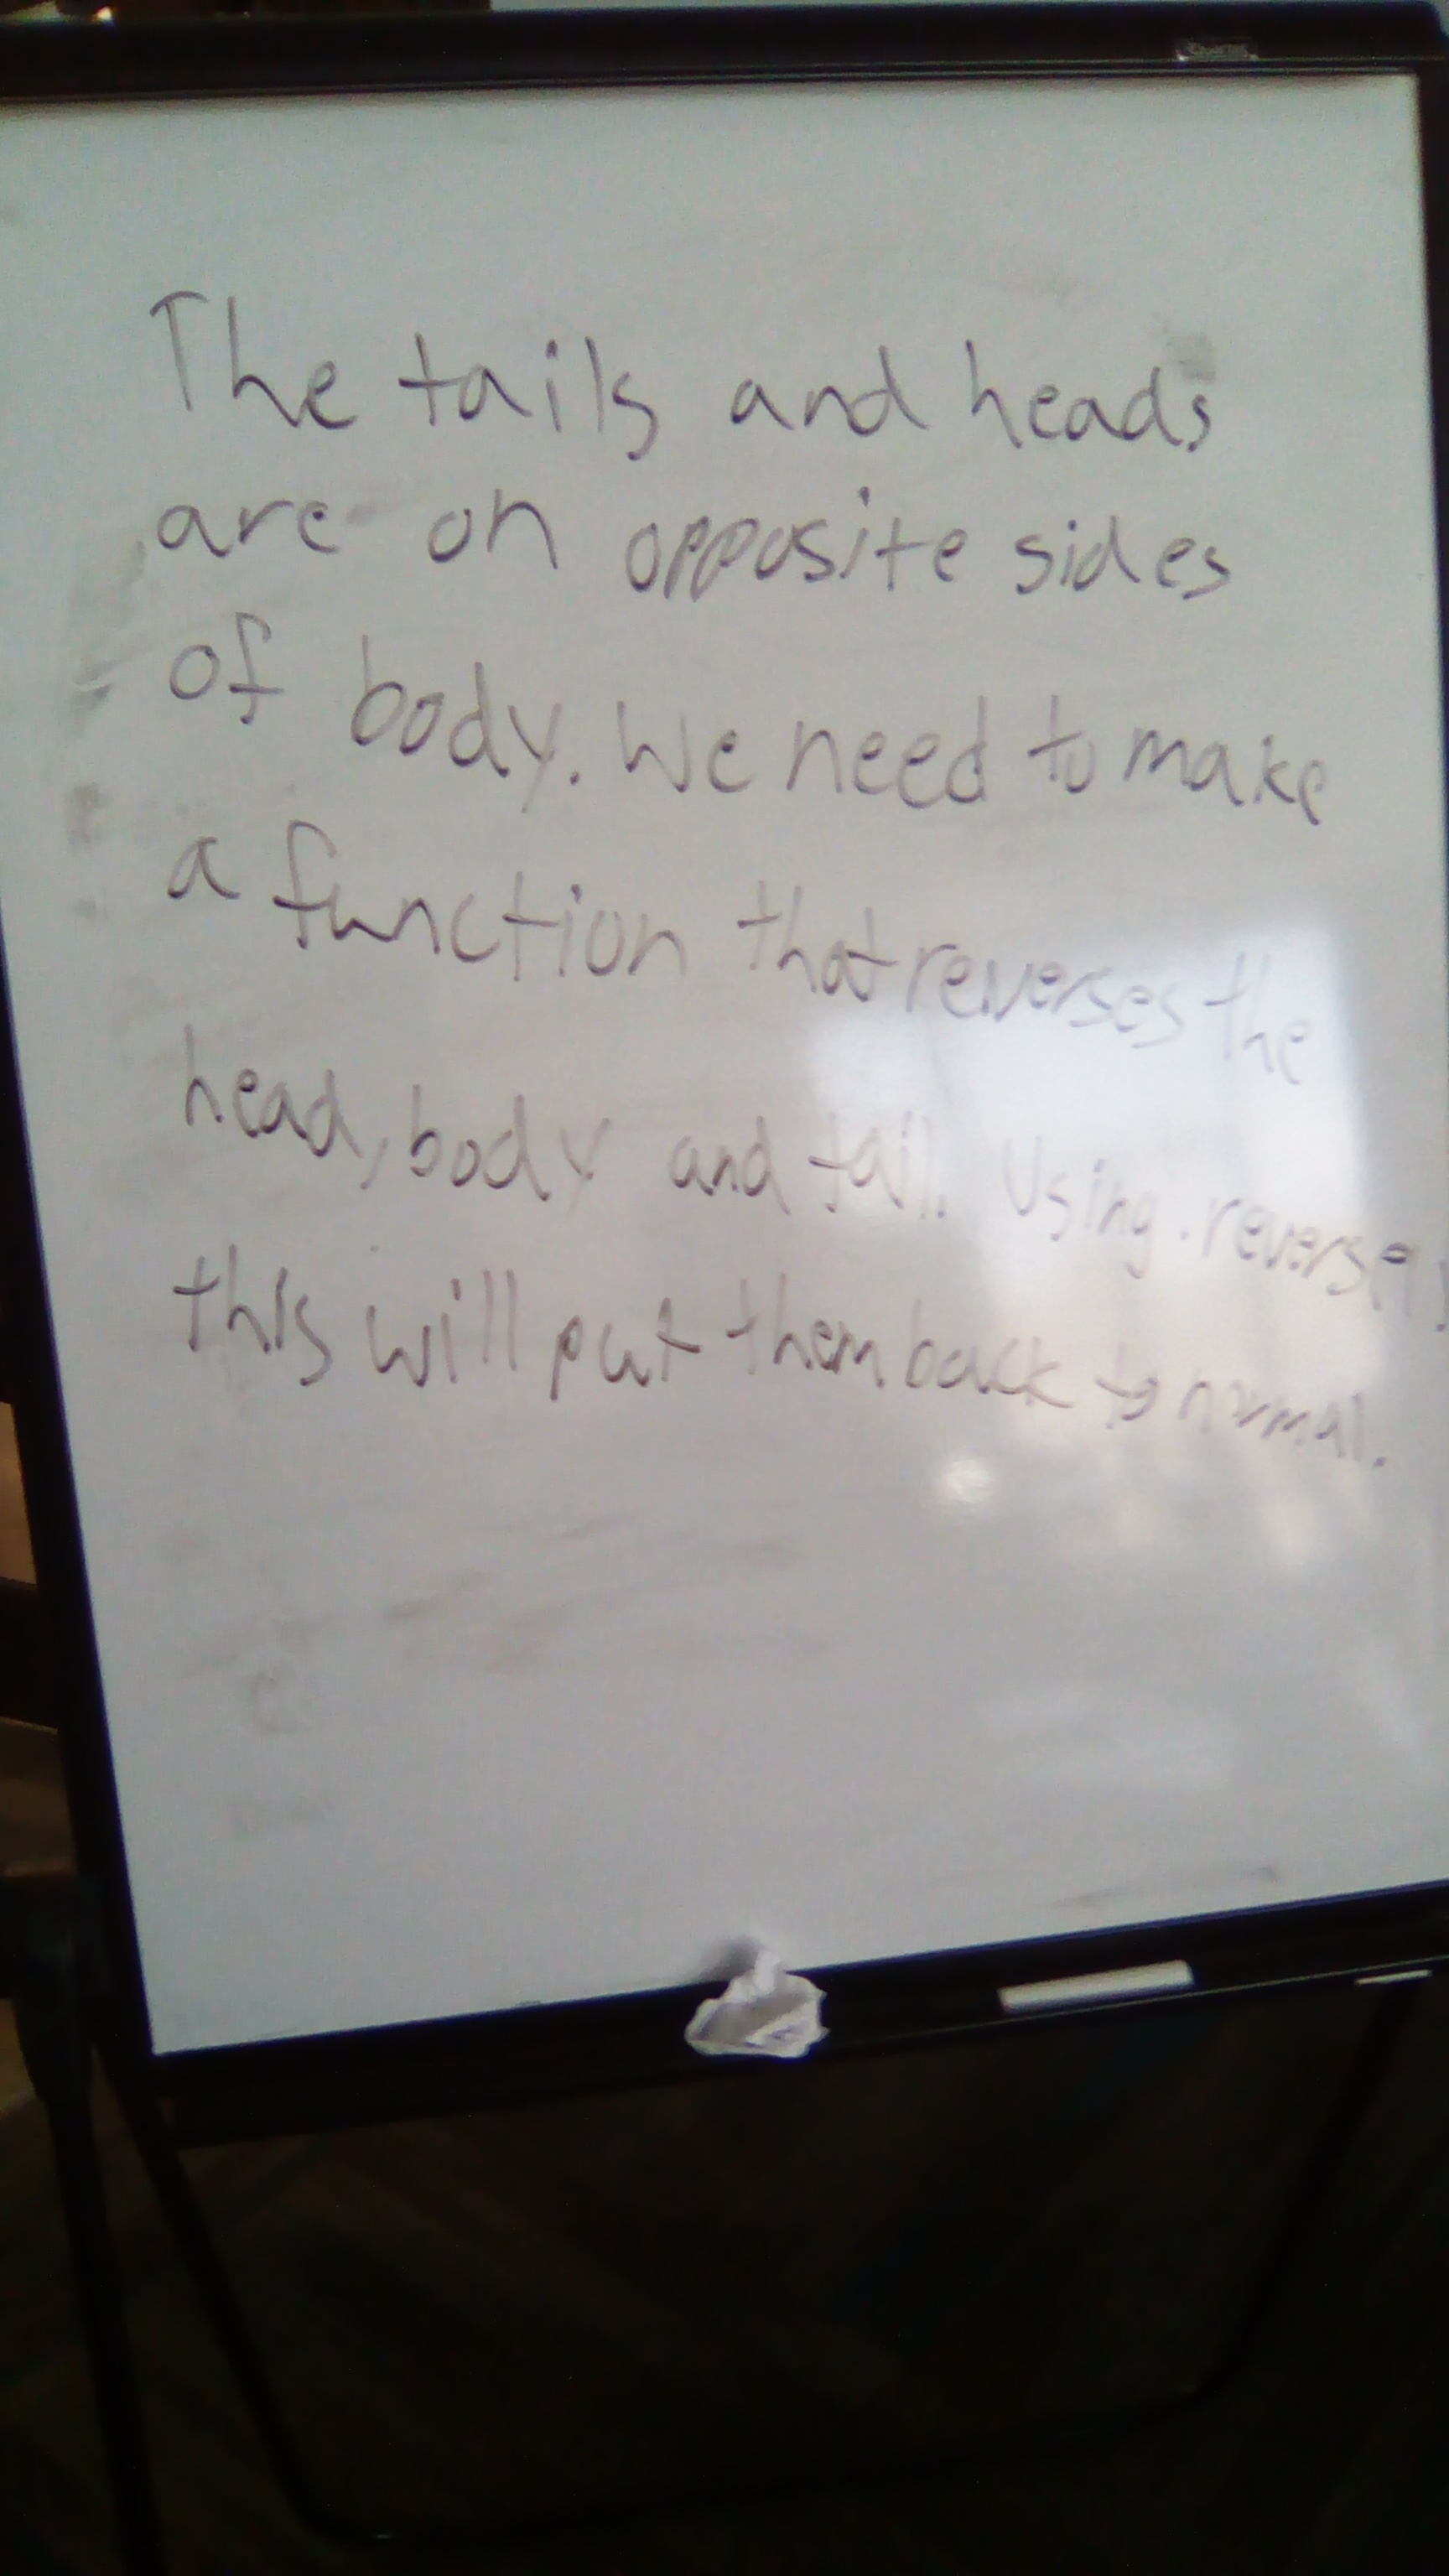 The tails and heads
are on opposite sides
of body. We need to make
a function that reverses the
head, body and tail. Using .reverse
this will put them back to normal.